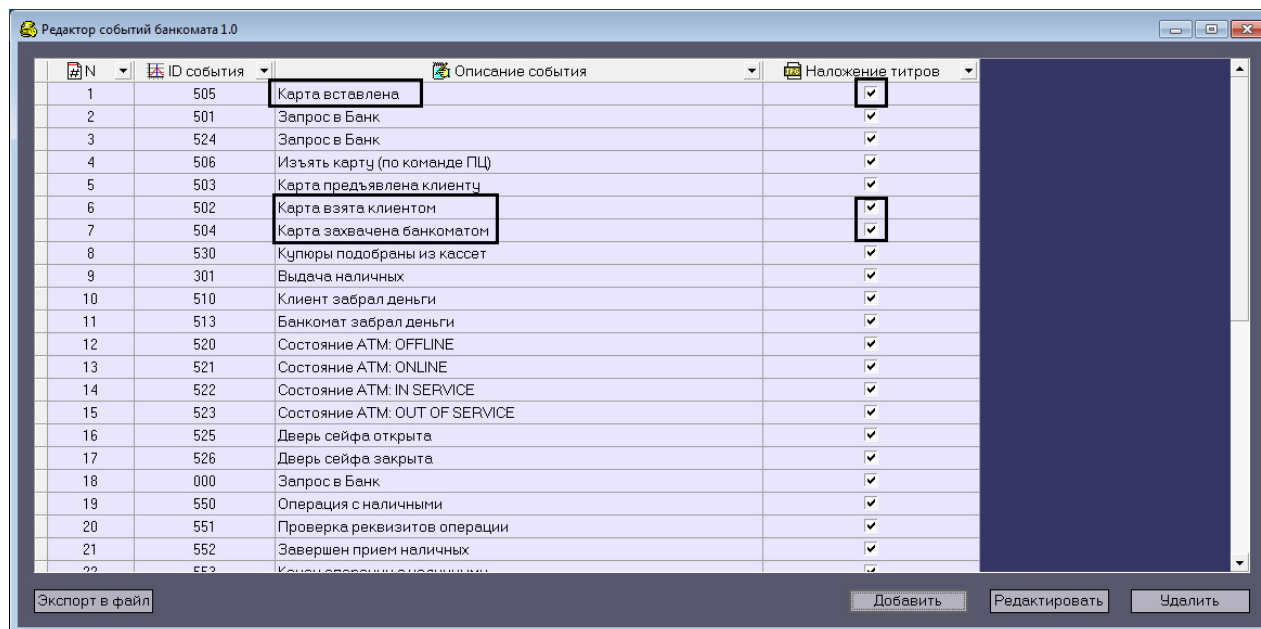 Редактор событий банкомата 1.0
N ID события Описание события Наложение титров
1 505 Карта вставлена
2 501 Запрос в Банк
3 524 Запрос в Банк
4 506 Изъять карту (по команде ПЦ)
5 503 Карта предъявлена клиенту
6 502 Карта взята клиентом
7 504 Карта захвачена банкоматом
8 530 Купюры подобраны из кассет
9 301 Выдача наличных
10 510 Клиент забрал деньги
11 513 Банкомат забрал деньги
12 520 Состояние ATM: OFFLINE
13 521 Состояние ATM: ONLINE
14 522 Состояние ATM: IN SERVICE
15 523 Состояние ATM: OUT OF SERVICE
16 525 Дверь сейфа открыта
17 526 Дверь сейфа закрыта
18 000 Запрос в Банк
19 550 Операция с наличными
20 551 Проверка реквизитов операции
21 552 Завершен прием наличных
Экспорт в файл Добавить Редактировать Удалить